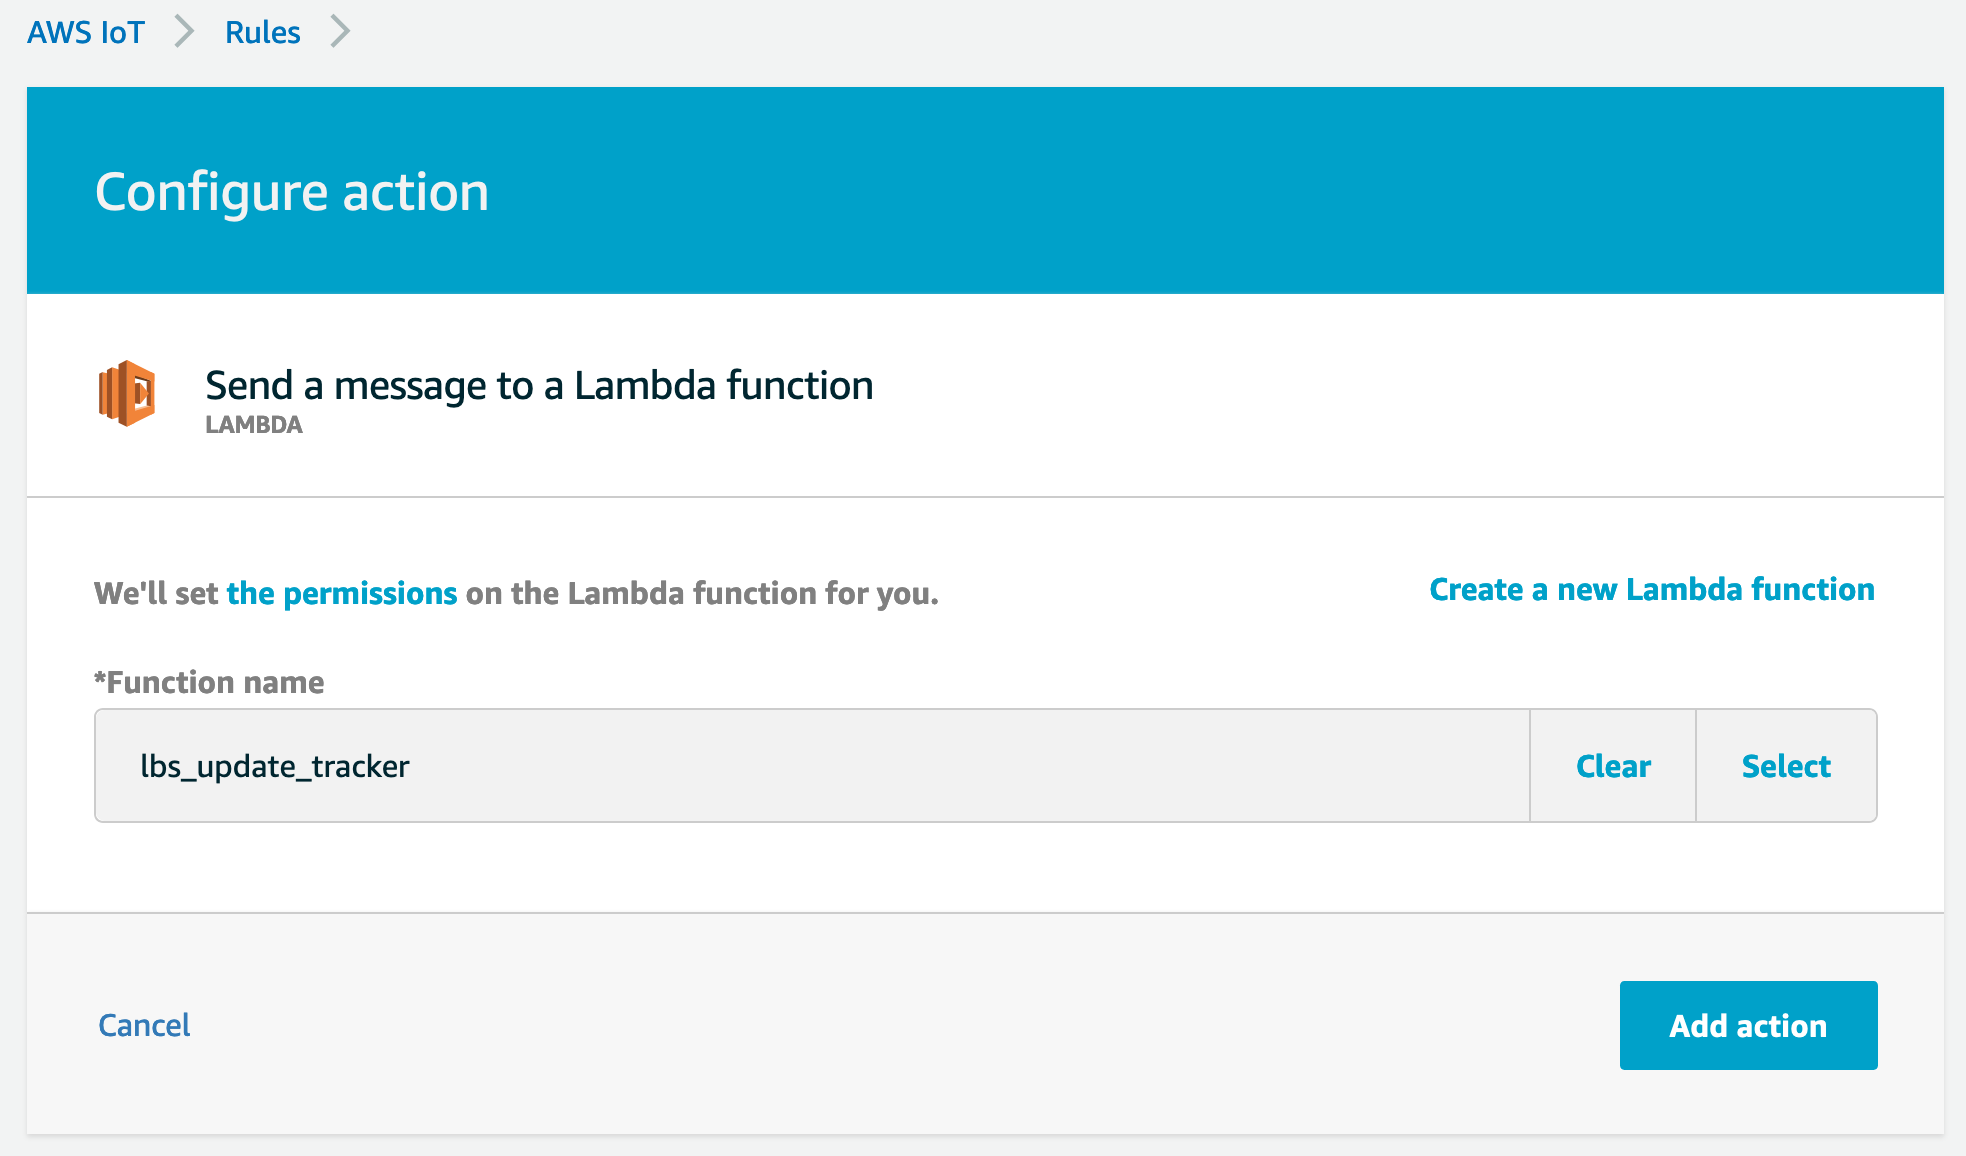 AWS IoT Rules
Configure action
Send a message to a Lambda function
LAMBDA
We'll set the permissions on the Lambda function for you.
Create a new Lambda function
*Function name
lbs_update_tracker Clear Select
Cancel Add action